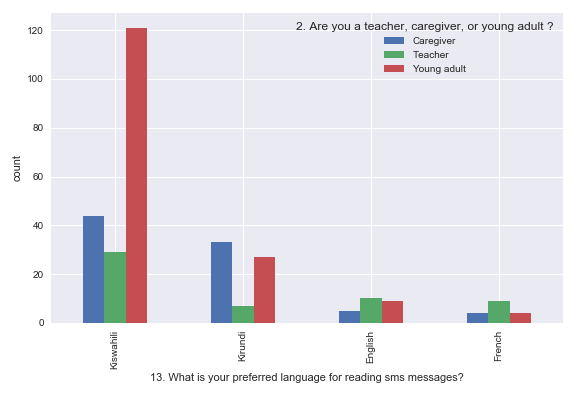 2. Are you a teacher, caregiver, or young adult ?
Caregiver
Teacher
Young adult
count
120
100
80
60
40
20
0
Kiswahili
Kirundi
English
French
13. What is your preferred language for reading sms messages?